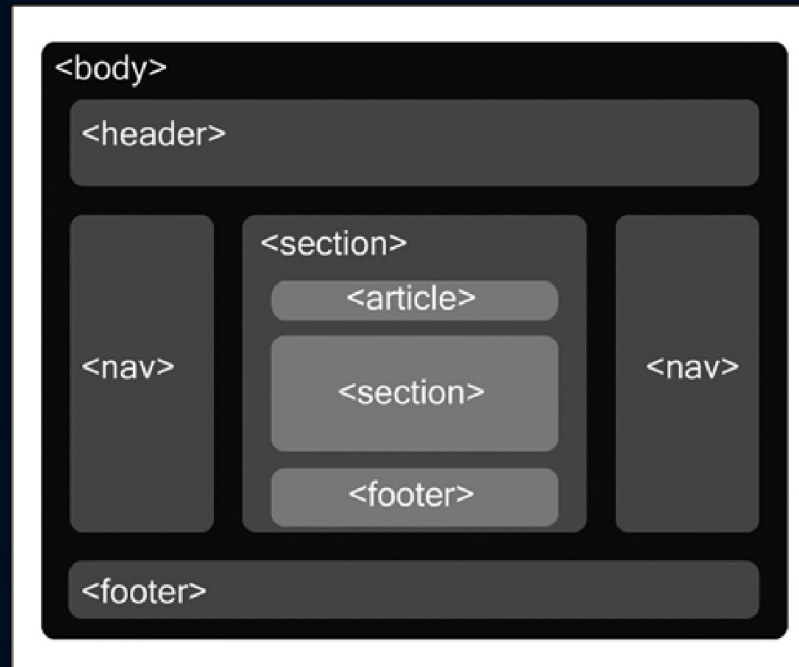 <body>
<header>
<nav>
<section>
<article>
<section>
<footer>
<nav>
<footer>